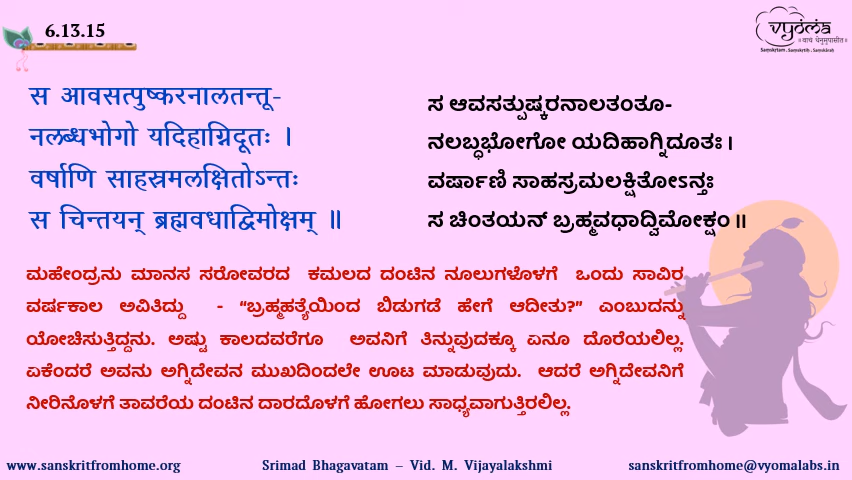 6.13.15
vyoma
॥ वाचं धेनुमुपासीत ॥
Samskritam, Samskriti, Samskarah
स आवसत्पुष्करनालतन्तू-
नलब्धभोगो यदिहाग्निदूतः ।
वर्षाणि साहस्रमलक्षितोऽन्तः
स चिन्तयन् ब्रह्मवधाद्विमोक्षम् ॥
ಸ ಆವಸತ್ಪುಷ್ಕರನಾಲತಂತೂ-
ನಲಬ್ಧಭೋಗೋ ಯದಿಹಾಗ್ನಿದೂತಃ ।
ವರ್ಷಾಣಿ ಸಾಹಸ್ರಮಲಕ್ಷಿತೋಽನ್ತಃ
ಸ ಚಿಂತಯನ್ ಬ್ರಹ್ಮವಧಾದ್ವಿಮೋಕ್ಷಂ ॥
ಮಹೇಂದ್ರನು ಮಾನಸ ಸರೋವರದ ಕಮಲದ ದಂಟಿನ ನೂಲುಗಳೊಳಗೆ ಒಂದು ಸಾವಿರ
ವರ್ಷಕಾಲ ಅವಿತಿದ್ದು - “ಬ್ರಹ್ಮಹತ್ಯೆಯಿಂದ ಬಿಡುಗಡೆ ಹೇಗೆ ಆದೀತು?” ಎಂಬುದನ್ನು
ಯೋಚಿಸುತ್ತಿದ್ದನು. ಅಷ್ಟು ಕಾಲದವರೆಗೂ ಅವನಿಗೆ ತಿನ್ನುವುದಕ್ಕೂ ಏನೂ ದೊರೆಯಲಿಲ್ಲ.
ಏಕೆಂದರೆ ಅವನು ಅಗ್ನಿದೇವನ ಮುಖದಿಂದಲೇ ಊಟ ಮಾಡುವುದು. ಆದರೆ ಅಗ್ನಿದೇವನಿಗೆ
ನೀರಿನೊಳಗೆ ತಾವರೆಯ ದಂಟಿನ ದಾರದೊಳಗೆ ಹೋಗಲು ಸಾಧ್ಯವಾಗುತ್ತಿರಲಿಲ್ಲ.
www.sanskritfromhome.org Srimad Bhagavatam – Vid. M. Vijayalakshmi sanskritfromhome@vyomalabs.in